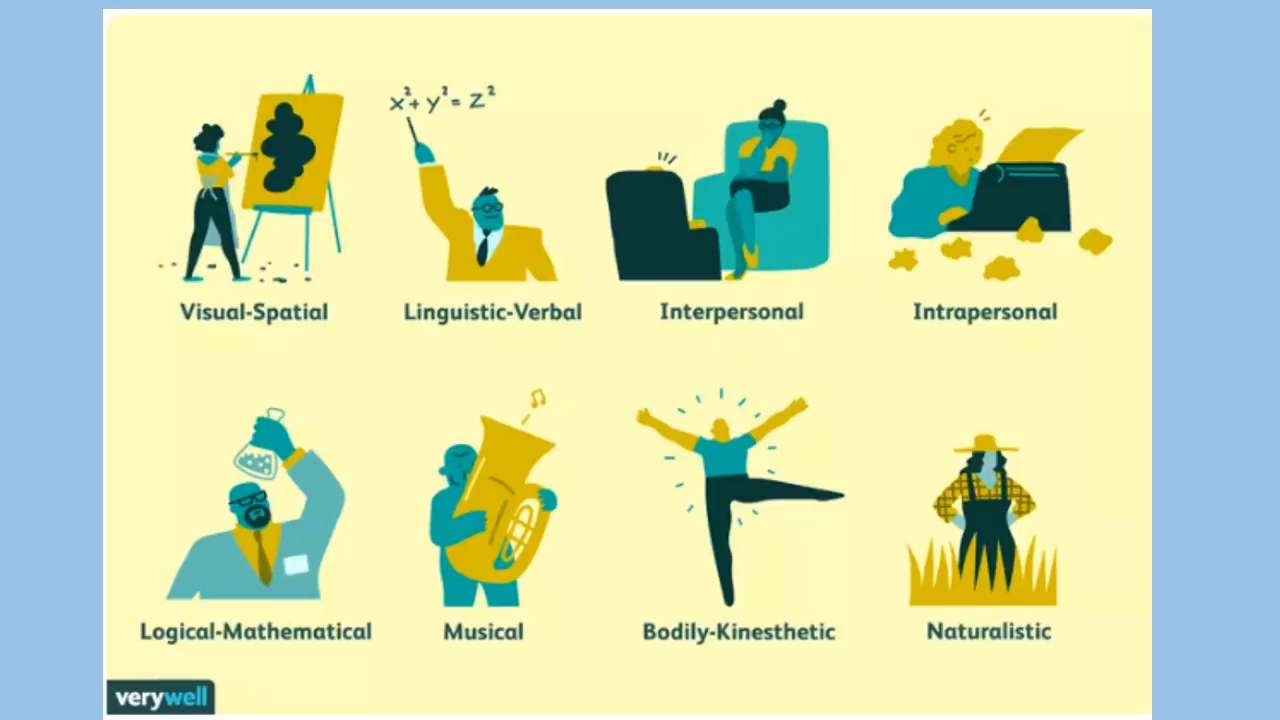 x²+ y²= z²
Visual-Spatial
Linguistic-Verbal
Interpersonal
Intrapersonal
Logical-Mathematical
Musical
Bodily-Kinesthetic
Naturalistic
verywell